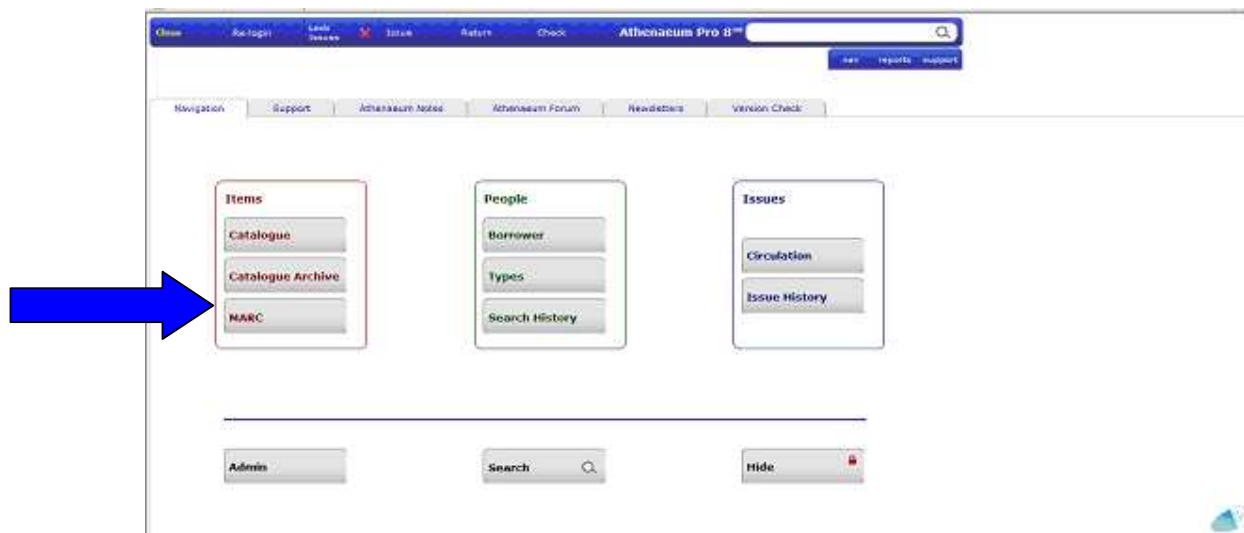 Close Re-login Issue Return Check Athenaeum Pro 8
nav reports support
Navigation Support Athenaeum Notes Athenaeum Forum Newsletters Version Check
Items People Issues
Catalogue Borrower Circulation
Catalogue Archive Types Issue History
MARC Search History
Admin Search Hide